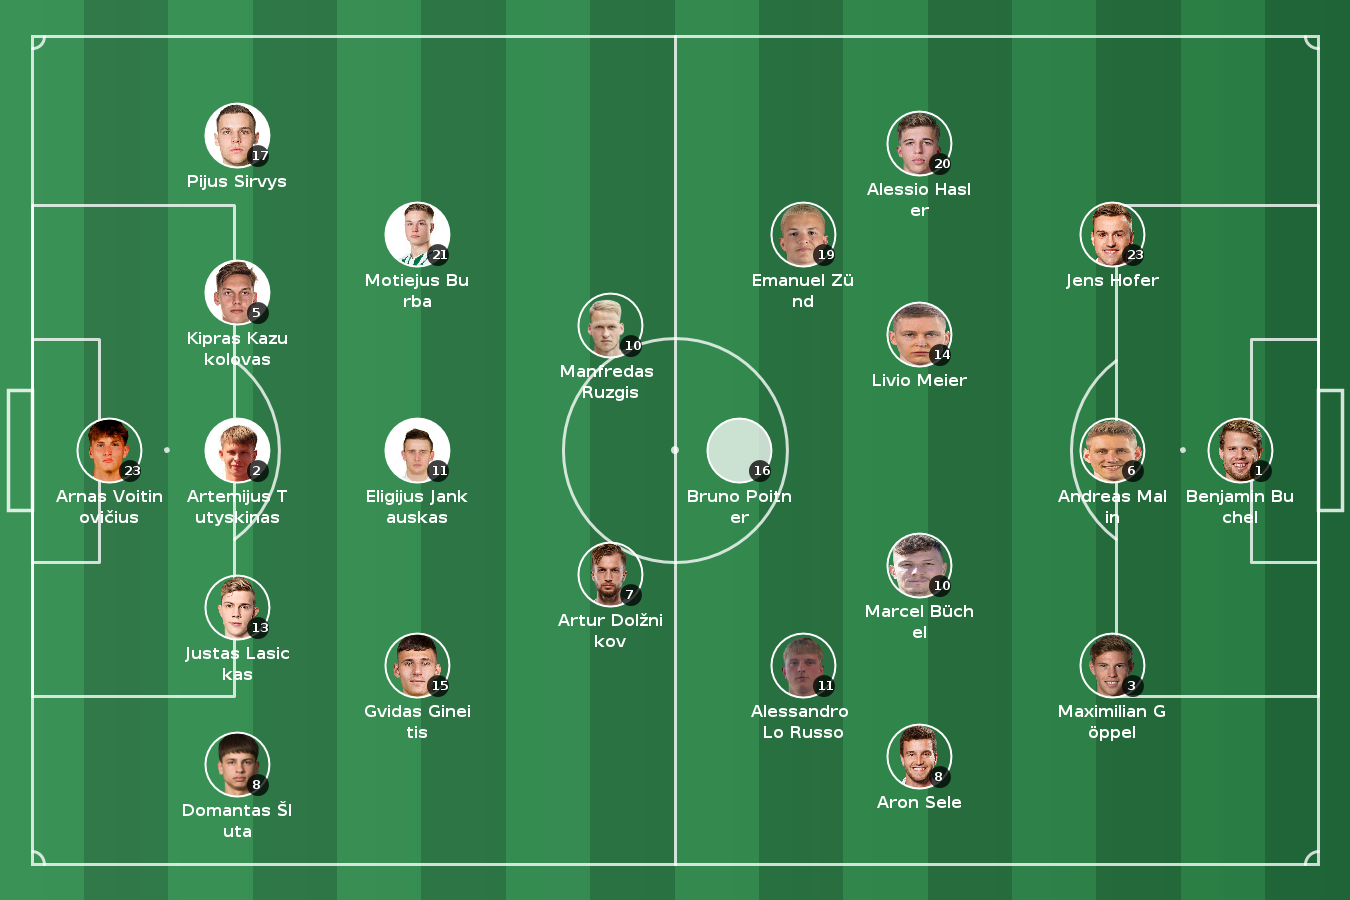 17
Pijus Sirvys
5
Kipras Kazu
kolovas
23
Arnas Voitin
ovičius
2
Artemijus T
utyskinas
13
Justas Lasic
kas
8
Domantas Šl
uta
21
Motiejus Bu
rba
11
Eligijus Jank
auskas
15
Gvidas Ginei
tis
10
Manfredas
Ruzgis
7
Artur Dolžni
kov
16
Bruno Poitn
er
19
Emanuel Zü
nd
11
Alessandro
Lo Russo
20
Alessio Hasl
er
14
Livio Meier
10
Marcel Büch
el
8
Aron Sele
23
Jens Hofer
6
Andreas Mal
in
3
Maximilian G
öppel
1
Benjamin Bu
chel